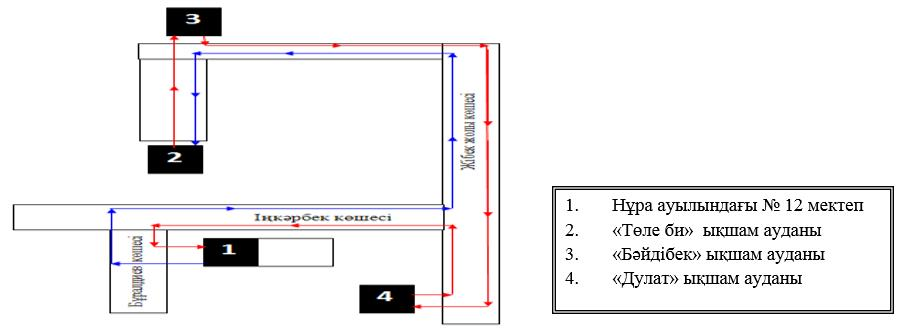 3
2
Жібек жолы көшесі
Іңкәрбек көшесі
Бұралдиев көшесі
1
4
1. Нұра ауылындағы № 12 мектеп
2. «Төле би» ықшам ауданы
3. «Бәйдібек» ықшам ауданы
4. «Дулат» ықшам ауданы